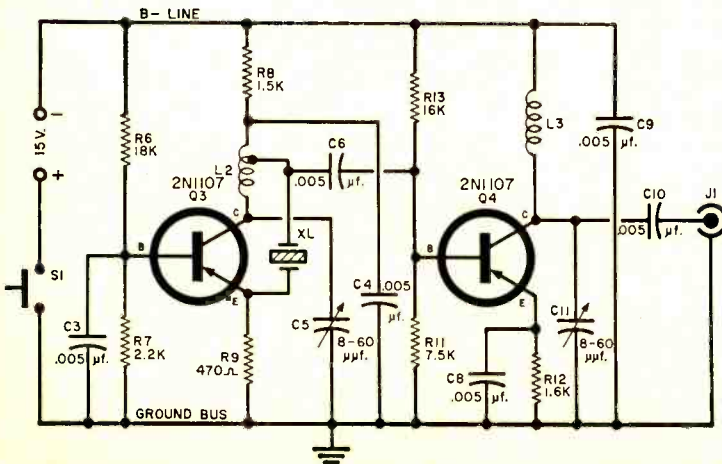 B- LINE
R8
1.5K
R13
16K
L3
C9
.005 μf.
-
15V.
+
R6
18K
C6
.005 μf.
L2
2N1107
Q3
C
B
E
XL
2N1107
Q4
C
B
E
C10
.005 μf.
J1
S1
C3
.005 μf.
R7
2.2K
R9
470Ω
C5
8-60
μμf.
C4 .005
μf.
R11
7.5K
C8
.005 μf.
R12
1.6K
C11
8-60
μμf.
GROUND BUS